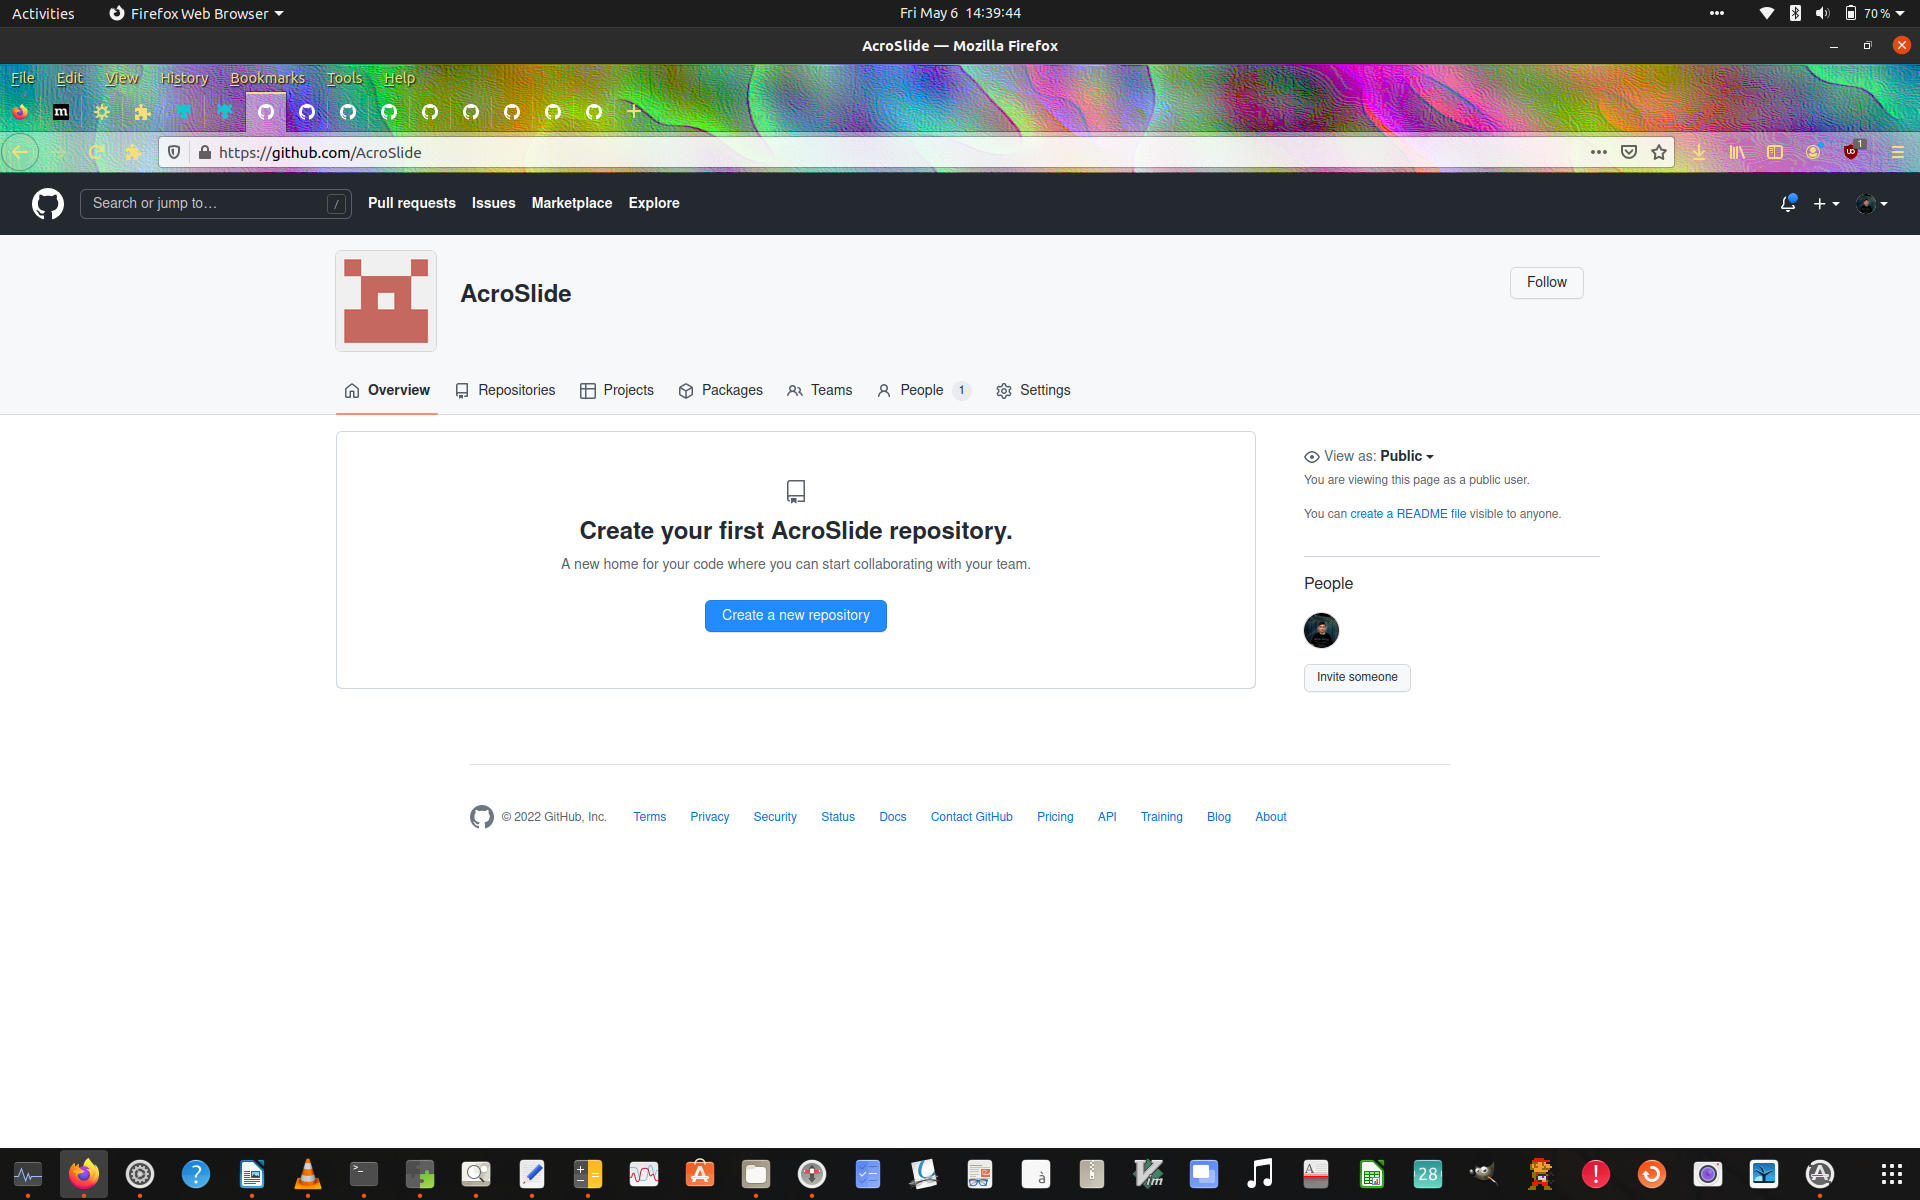 Activities
Firefox Web Browser
Fri May 6 14:39:44
70 %
AcroSlide — Mozilla Firefox
File Edit View History Bookmarks Tools Help
m
https://github.com/AcroSlide
1
Search or jump to… /
Pull requests Issues Marketplace Explore
AcroSlide
Follow
Overview Repositories Projects Packages Teams People 1 Settings
Create your first AcroSlide repository.
A new home for your code where you can start collaborating with your team.
Create a new repository
View as: Public
You are viewing this page as a public user.
You can create a README file visible to anyone.
People
Invite someone
© 2022 GitHub, Inc. Terms Privacy Security Status Docs Contact GitHub Pricing API Training Blog About
28